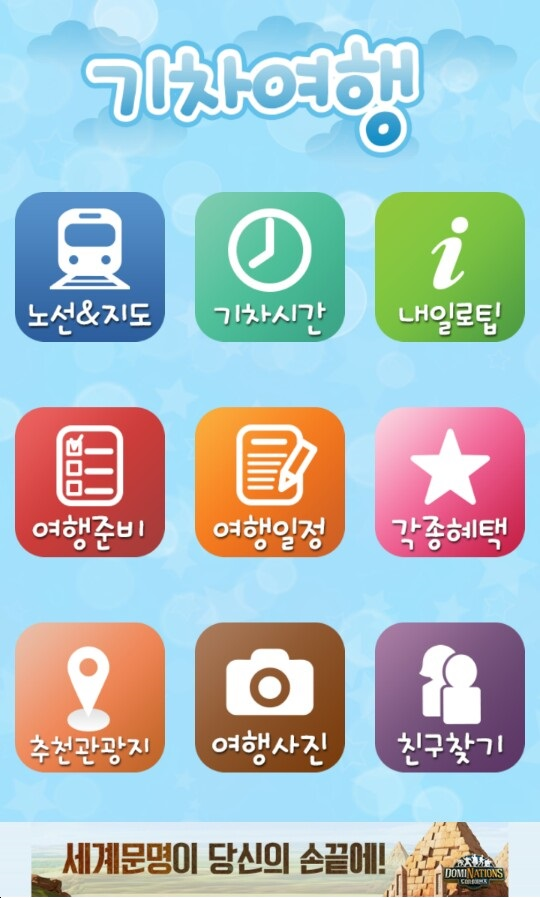 기차여행
노선&지도
기차시간
내일로팁
여행준비
여행일정
각종혜택
추천관광지
여행사진
친구찾기
세계문명이 당신의 손끝에!
DOMINATIONS